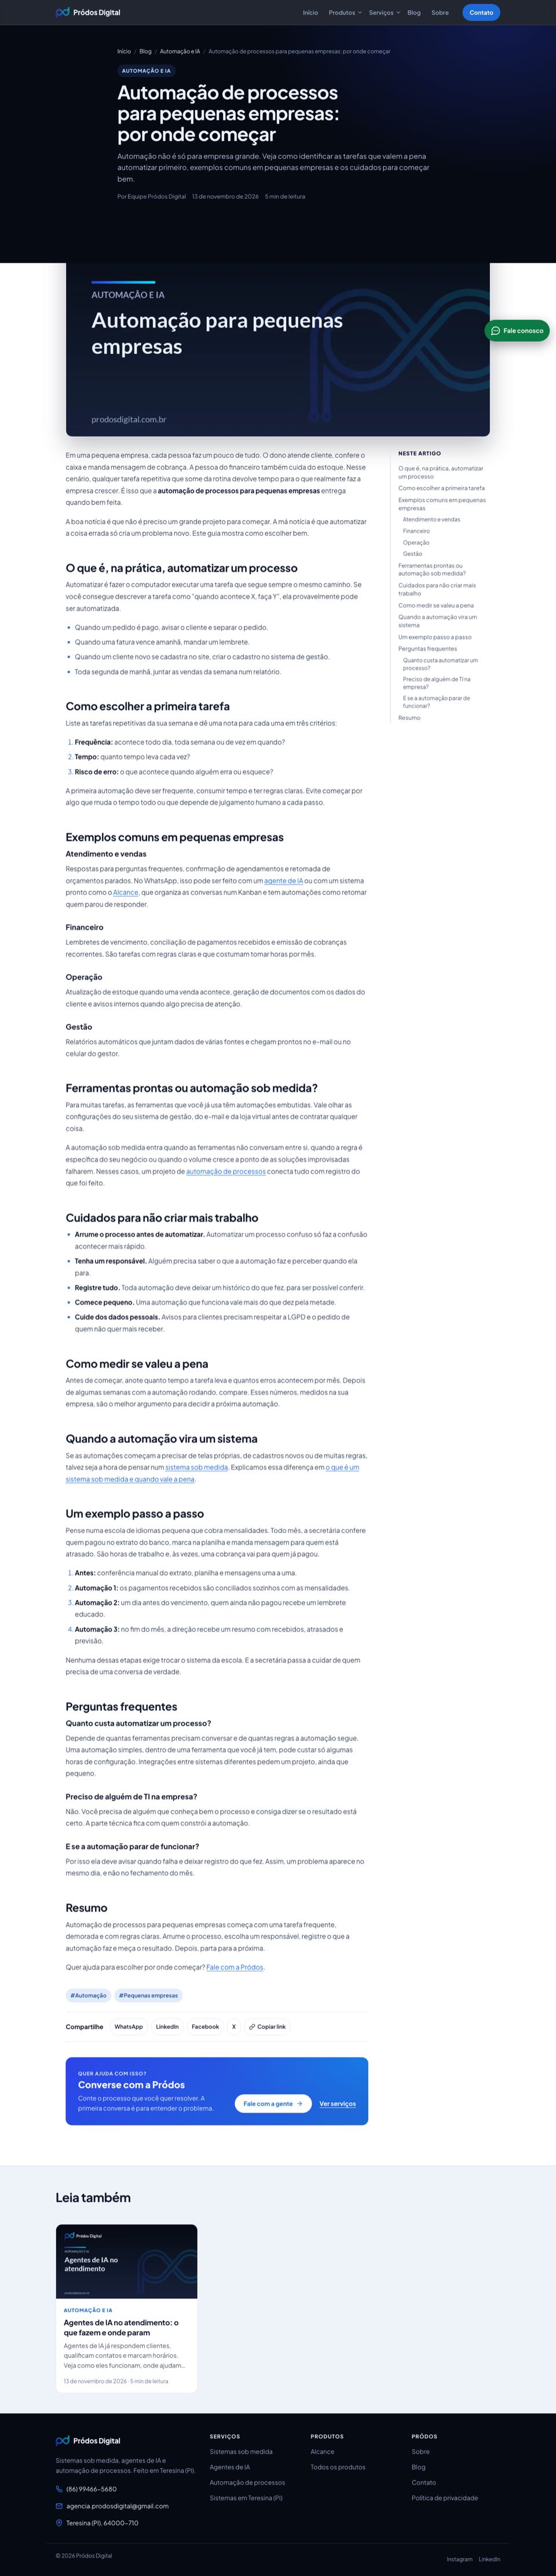 Pródos Digital
Início
Produtos
Serviços
Blog
Sobre
Contato
Início / Blog / Automação e IA / Automação de processos para pequenas empresas: por onde começar
AUTOMAÇÃO E IA
Automação de processos
para pequenas empresas:
por onde começar
Automação não é só para empresa grande. Veja como identificar as tarefas que valem a pena
automatizar primeiro, exemplos comuns em pequenas empresas e os cuidados para começar
bem.
Por Equipe Pródos Digital 13 de novembro de 2026 5 min de leitura
AUTOMAÇÃO E IA
Automação para pequenas
empresas
prodosdigital.com.br
Fale conosco
Em uma pequena empresa, cada pessoa faz um pouco de tudo. O dono atende cliente, confere o
caixa e manda mensagem de cobrança. A pessoa do financeiro também cuida do estoque. Nesse
cenário, qualquer tarefa repetitiva que some da rotina devolve tempo para o que realmente faz a
empresa crescer. É isso que a automação de processos para pequenas empresas entrega
quando bem feita.
A boa notícia é que não é preciso um grande projeto para começar. A má notícia é que automatizar
a coisa errada só cria um problema novo. Este guia mostra como escolher bem.
O que é, na prática, automatizar um processo
Automatizar é fazer o computador executar uma tarefa que segue sempre o mesmo caminho. Se
você consegue descrever a tarefa como "quando acontece X, faça Y", ela provavelmente pode
ser automatizada.
Quando um pedido é pago, avisar o cliente e separar o pedido.
Quando uma fatura vence amanhã, mandar um lembrete.
Quando um cliente novo se cadastra no site, criar o cadastro no sistema de gestão.
Toda segunda de manhã, juntar as vendas da semana num relatório.
Como escolher a primeira tarefa
Liste as tarefas repetitivas da sua semana e dê uma nota para cada uma em três critérios:
1. Frequência: acontece todo dia, toda semana ou de vez em quando?
2. Tempo: quanto tempo leva cada vez?
3. Risco de erro: o que acontece quando alguém erra ou esquece?
A primeira automação deve ser frequente, consumir tempo e ter regras claras. Evite começar por
algo que muda o tempo todo ou que depende de julgamento humano a cada passo.
Exemplos comuns em pequenas empresas
Atendimento e vendas
Respostas para perguntas frequentes, confirmação de agendamentos e retomada de
orçamentos parados. No WhatsApp, isso pode ser feito com um agente de IA ou com um sistema
pronto como o Alcance, que organiza as conversas num Kanban e tem automações como retomar
quem parou de responder.
Financeiro
Lembretes de vencimento, conciliação de pagamentos recebidos e emissão de cobranças
recorrentes. São tarefas com regras claras e que costumam tomar horas por mês.
Operação
Atualização de estoque quando uma venda acontece, geração de documentos com os dados do
cliente e avisos internos quando algo precisa de atenção.
Gestão
Relatórios automáticos que juntam dados de várias fontes e chegam prontos no e-mail ou no
celular do gestor.
Ferramentas prontas ou automação sob medida?
Para muitas tarefas, as ferramentas que você já usa têm automações embutidas. Vale olhar as
configurações do seu sistema de gestão, do e-mail e da loja virtual antes de contratar qualquer
coisa.
A automação sob medida entra quando as ferramentas não conversam entre si, quando a regra é
específica do seu negócio ou quando o volume cresce a ponto de as soluções improvisadas
falharem. Nesses casos, um projeto de automação de processos conecta tudo com registro do
que foi feito.
Cuidados para não criar mais trabalho
Arrume o processo antes de automatizar. Automatizar um processo confuso só faz a confusão
acontecer mais rápido.
Tenha um responsável. Alguém precisa saber o que a automação faz e perceber quando ela
para.
Registre tudo. Toda automação deve deixar um histórico do que fez, para ser possível conferir.
Comece pequeno. Uma automação que funciona vale mais do que dez pela metade.
Cuide dos dados pessoais. Avisos para clientes precisam respeitar a LGPD e o pedido de
quem não quer mais receber.
Como medir se valeu a pena
Antes de começar, anote quanto tempo a tarefa leva e quantos erros acontecem por mês. Depois
de algumas semanas com a automação rodando, compare. Esses números, medidos na sua
empresa, são o melhor argumento para decidir a próxima automação.
Quando a automação vira um sistema
Se as automações começam a precisar de telas próprias, de cadastros novos ou de muitas regras,
talvez seja a hora de pensar num sistema sob medida. Explicamos essa diferença em o que é um
sistema sob medida e quando vale a pena.
Um exemplo passo a passo
Pense numa escola de idiomas pequena que cobra mensalidades. Todo mês, a secretária confere
quem pagou no extrato do banco, marca na planilha e manda mensagem para quem está
atrasado. São horas de trabalho e, às vezes, uma cobrança vai para quem já pagou.
1. Antes: conferência manual do extrato, planilha e mensagens uma a uma.
2. Automação 1: os pagamentos recebidos são conciliados sozinhos com as mensalidades.
3. Automação 2: um dia antes do vencimento, quem ainda não pagou recebe um lembrete
educado.
4. Automação 3: no fim do mês, a direção recebe um resumo com recebidos, atrasados e
previsão.
Nenhuma dessas etapas exige trocar o sistema da escola. E a secretária passa a cuidar de quem
precisa de uma conversa de verdade.
Perguntas frequentes
Quanto custa automatizar um processo?
Depende de quantas ferramentas precisam conversar e de quantas regras a automação segue.
Uma automação simples, dentro de uma ferramenta que você já tem, pode custar só algumas
horas de configuração. Integrações entre sistemas diferentes pedem um projeto, ainda que
pequeno.
Preciso de alguém de TI na empresa?
Não. Você precisa de alguém que conheça bem o processo e consiga dizer se o resultado está
certo. A parte técnica fica com quem constrói a automação.
E se a automação parar de funcionar?
Por isso ela deve avisar quando falha e deixar registro do que fez. Assim, um problema aparece no
mesmo dia, e não no fechamento do mês.
Resumo
Automação de processos para pequenas empresas começa com uma tarefa frequente,
demorada e com regras claras. Arrume o processo, escolha um responsável, registre o que a
automação faz e meça o resultado. Depois, parta para a próxima.
Quer ajuda para escolher por onde começar? Fale com a Pródos.
#Automação
#Pequenas empresas
Compartilhe
WhatsApp
LinkedIn
Facebook
X
Copiar link
QUER AJUDA COM ISSO?
Converse com a Pródos
Conte o processo que você quer resolver. A
primeira conversa é para entender o problema.
Fale com a gente
Ver serviços
NESTE ARTIGO
O que é, na prática, automatizar
um processo
Como escolher a primeira tarefa
Exemplos comuns em pequenas
empresas
Atendimento e vendas
Financeiro
Operação
Gestão
Ferramentas prontas ou
automação sob medida?
Cuidados para não criar mais
trabalho
Como medir se valeu a pena
Quando a automação vira um
sistema
Um exemplo passo a passo
Perguntas frequentes
Quanto custa automatizar um
processo?
Preciso de alguém de TI na
empresa?
E se a automação parar de
funcionar?
Resumo
Leia também
Pródos Digital
Agentes de IA no
atendimento
AUTOMAÇÃO E IA
Agentes de IA no atendimento: o
que fazem e onde param
Agentes de IA já respondem clientes,
qualificam contatos e marcam horários.
Veja como eles funcionam, onde ajudam…
13 de novembro de 2026 · 5 min de leitura
Pródos Digital
Sistemas sob medida, agentes de IA e
automação de processos. Feito em Teresina (PI).
(86) 99466-5680
agencia.prodosdigital@gmail.com
Teresina (PI), 64000-710
SERVIÇOS
Sistemas sob medida
Agentes de IA
Automação de processos
Sistemas em Teresina (PI)
PRODUTOS
Alcance
Todos os produtos
PRÓDOS
Sobre
Blog
Contato
Política de privacidade
© 2026 Pródos Digital
Instagram
LinkedIn